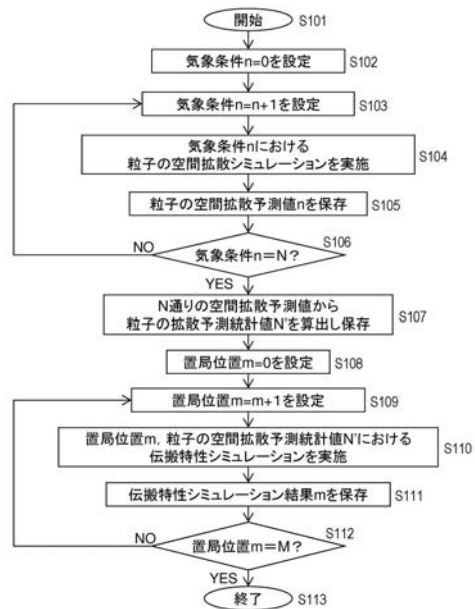 開始 S101
気象条件n=0を設定 S102
気象条件n=n+1を設定 S103
気象条件nにおける
粒子の空間拡散シミュレーションを実施 S104
粒子の空間拡散予測値nを保存 S105
NO S106
気象条件n=N?
YES
N通りの空間拡散予測値から
粒子の拡散予測統計値N'を算出し保存 S107
置局位置m=0を設定 S108
置局位置m=m+1を設定 S109
置局位置m, 粒子の空間拡散予測統計値N'における
伝搬特性シミュレーションを実施 S110
伝搬特性シミュレーション結果mを保存 S111
NO S112
置局位置m=M?
YES
終了 S113